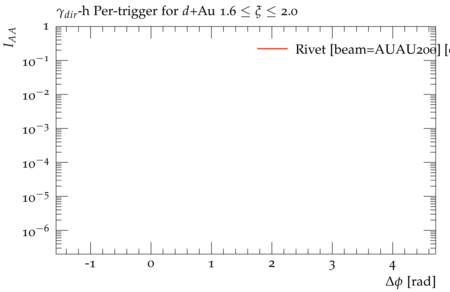 γdir-h Per-trigger for d+Au 1.6 ≤ ξ ≤ 2.0
I_AA
1
10⁻¹
10⁻²
10⁻³
10⁻⁴
10⁻⁵
10⁻⁶
Rivet [beam=AUAU200]
-1 0 1 2 3 4
Δϕ [rad]